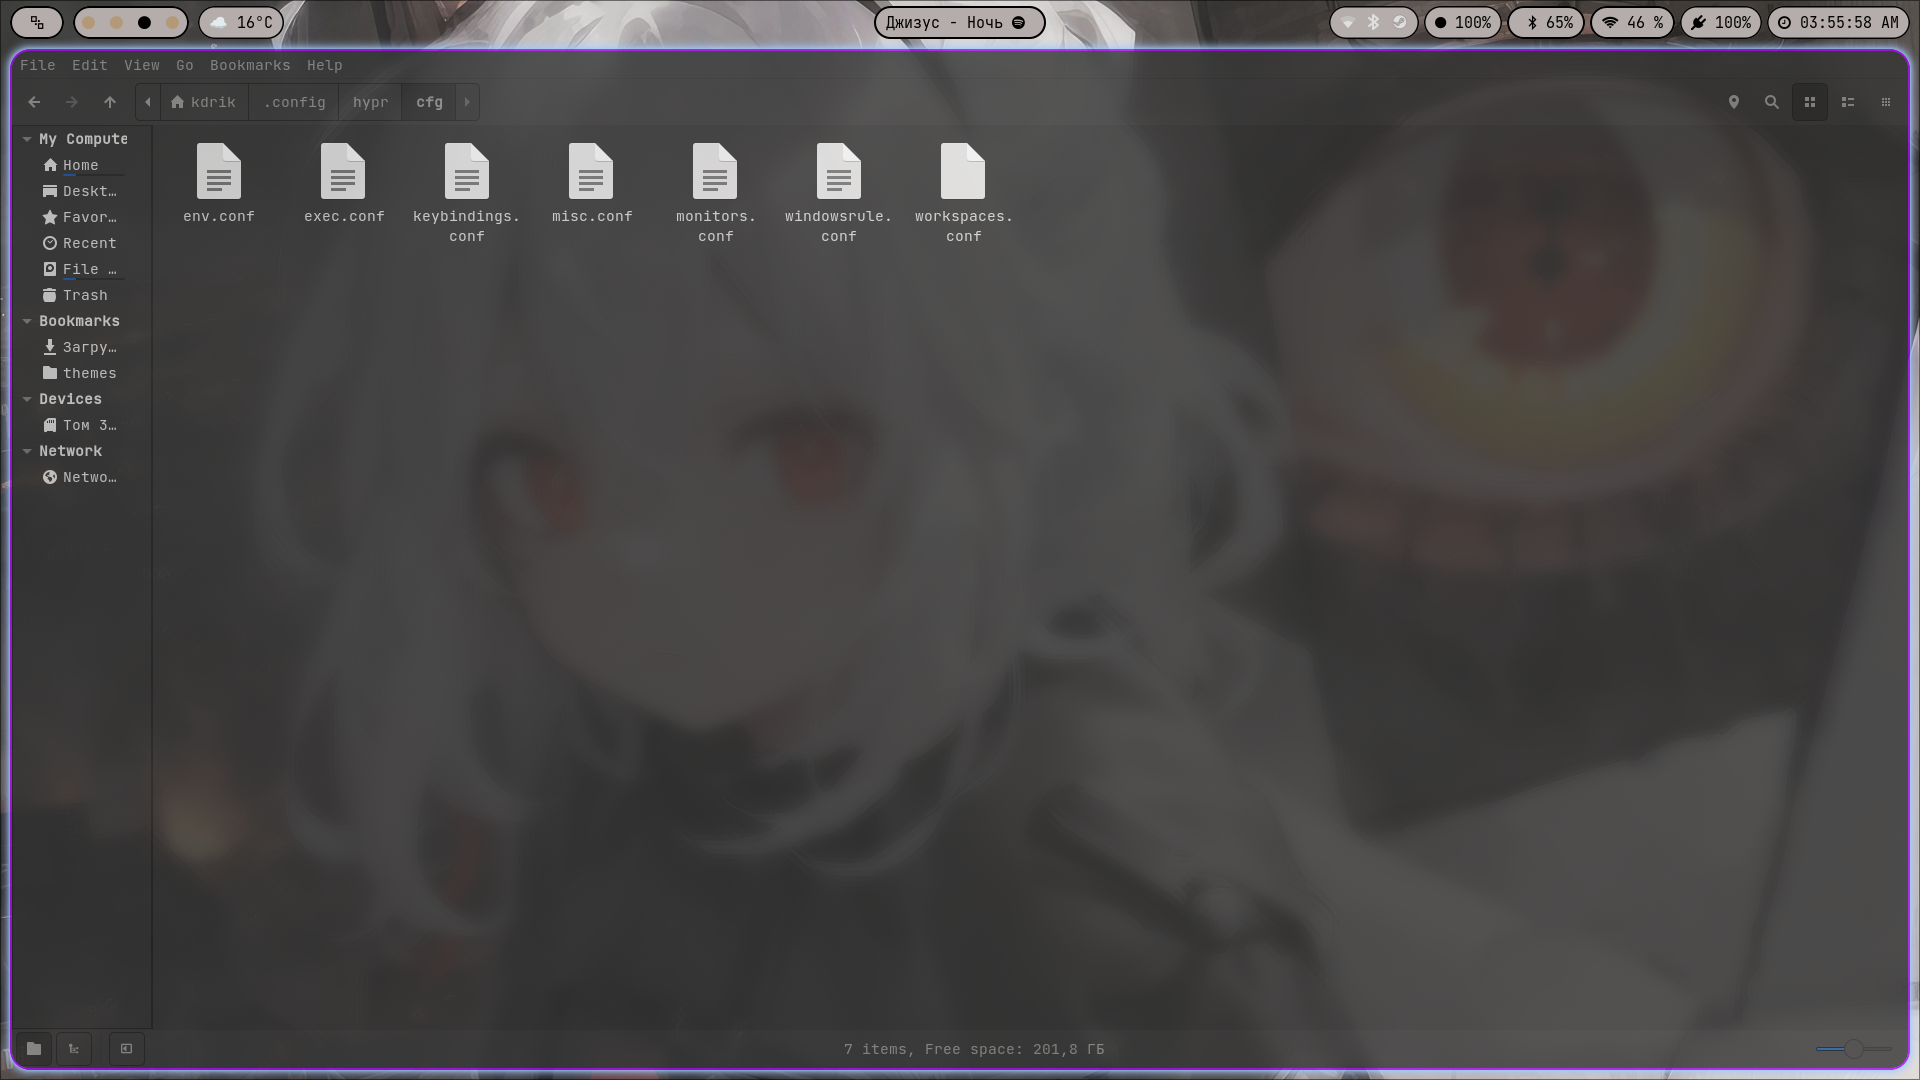 16°C
Джизус - Ночь
100%
65%
46 %
100%
03:55:58 AM
File Edit View Go Bookmarks Help
kdrik .config hypr cfg
My Compute
Home
Deskt…
Favor…
Recent
File …
Trash
Bookmarks
Загру…
themes
Devices
Том 3…
Network
Netwo…
env.conf
exec.conf
keybindings.
conf
misc.conf
monitors.
conf
windowsrule.
conf
workspaces.
conf
7 items, Free space: 201,8 ГБ